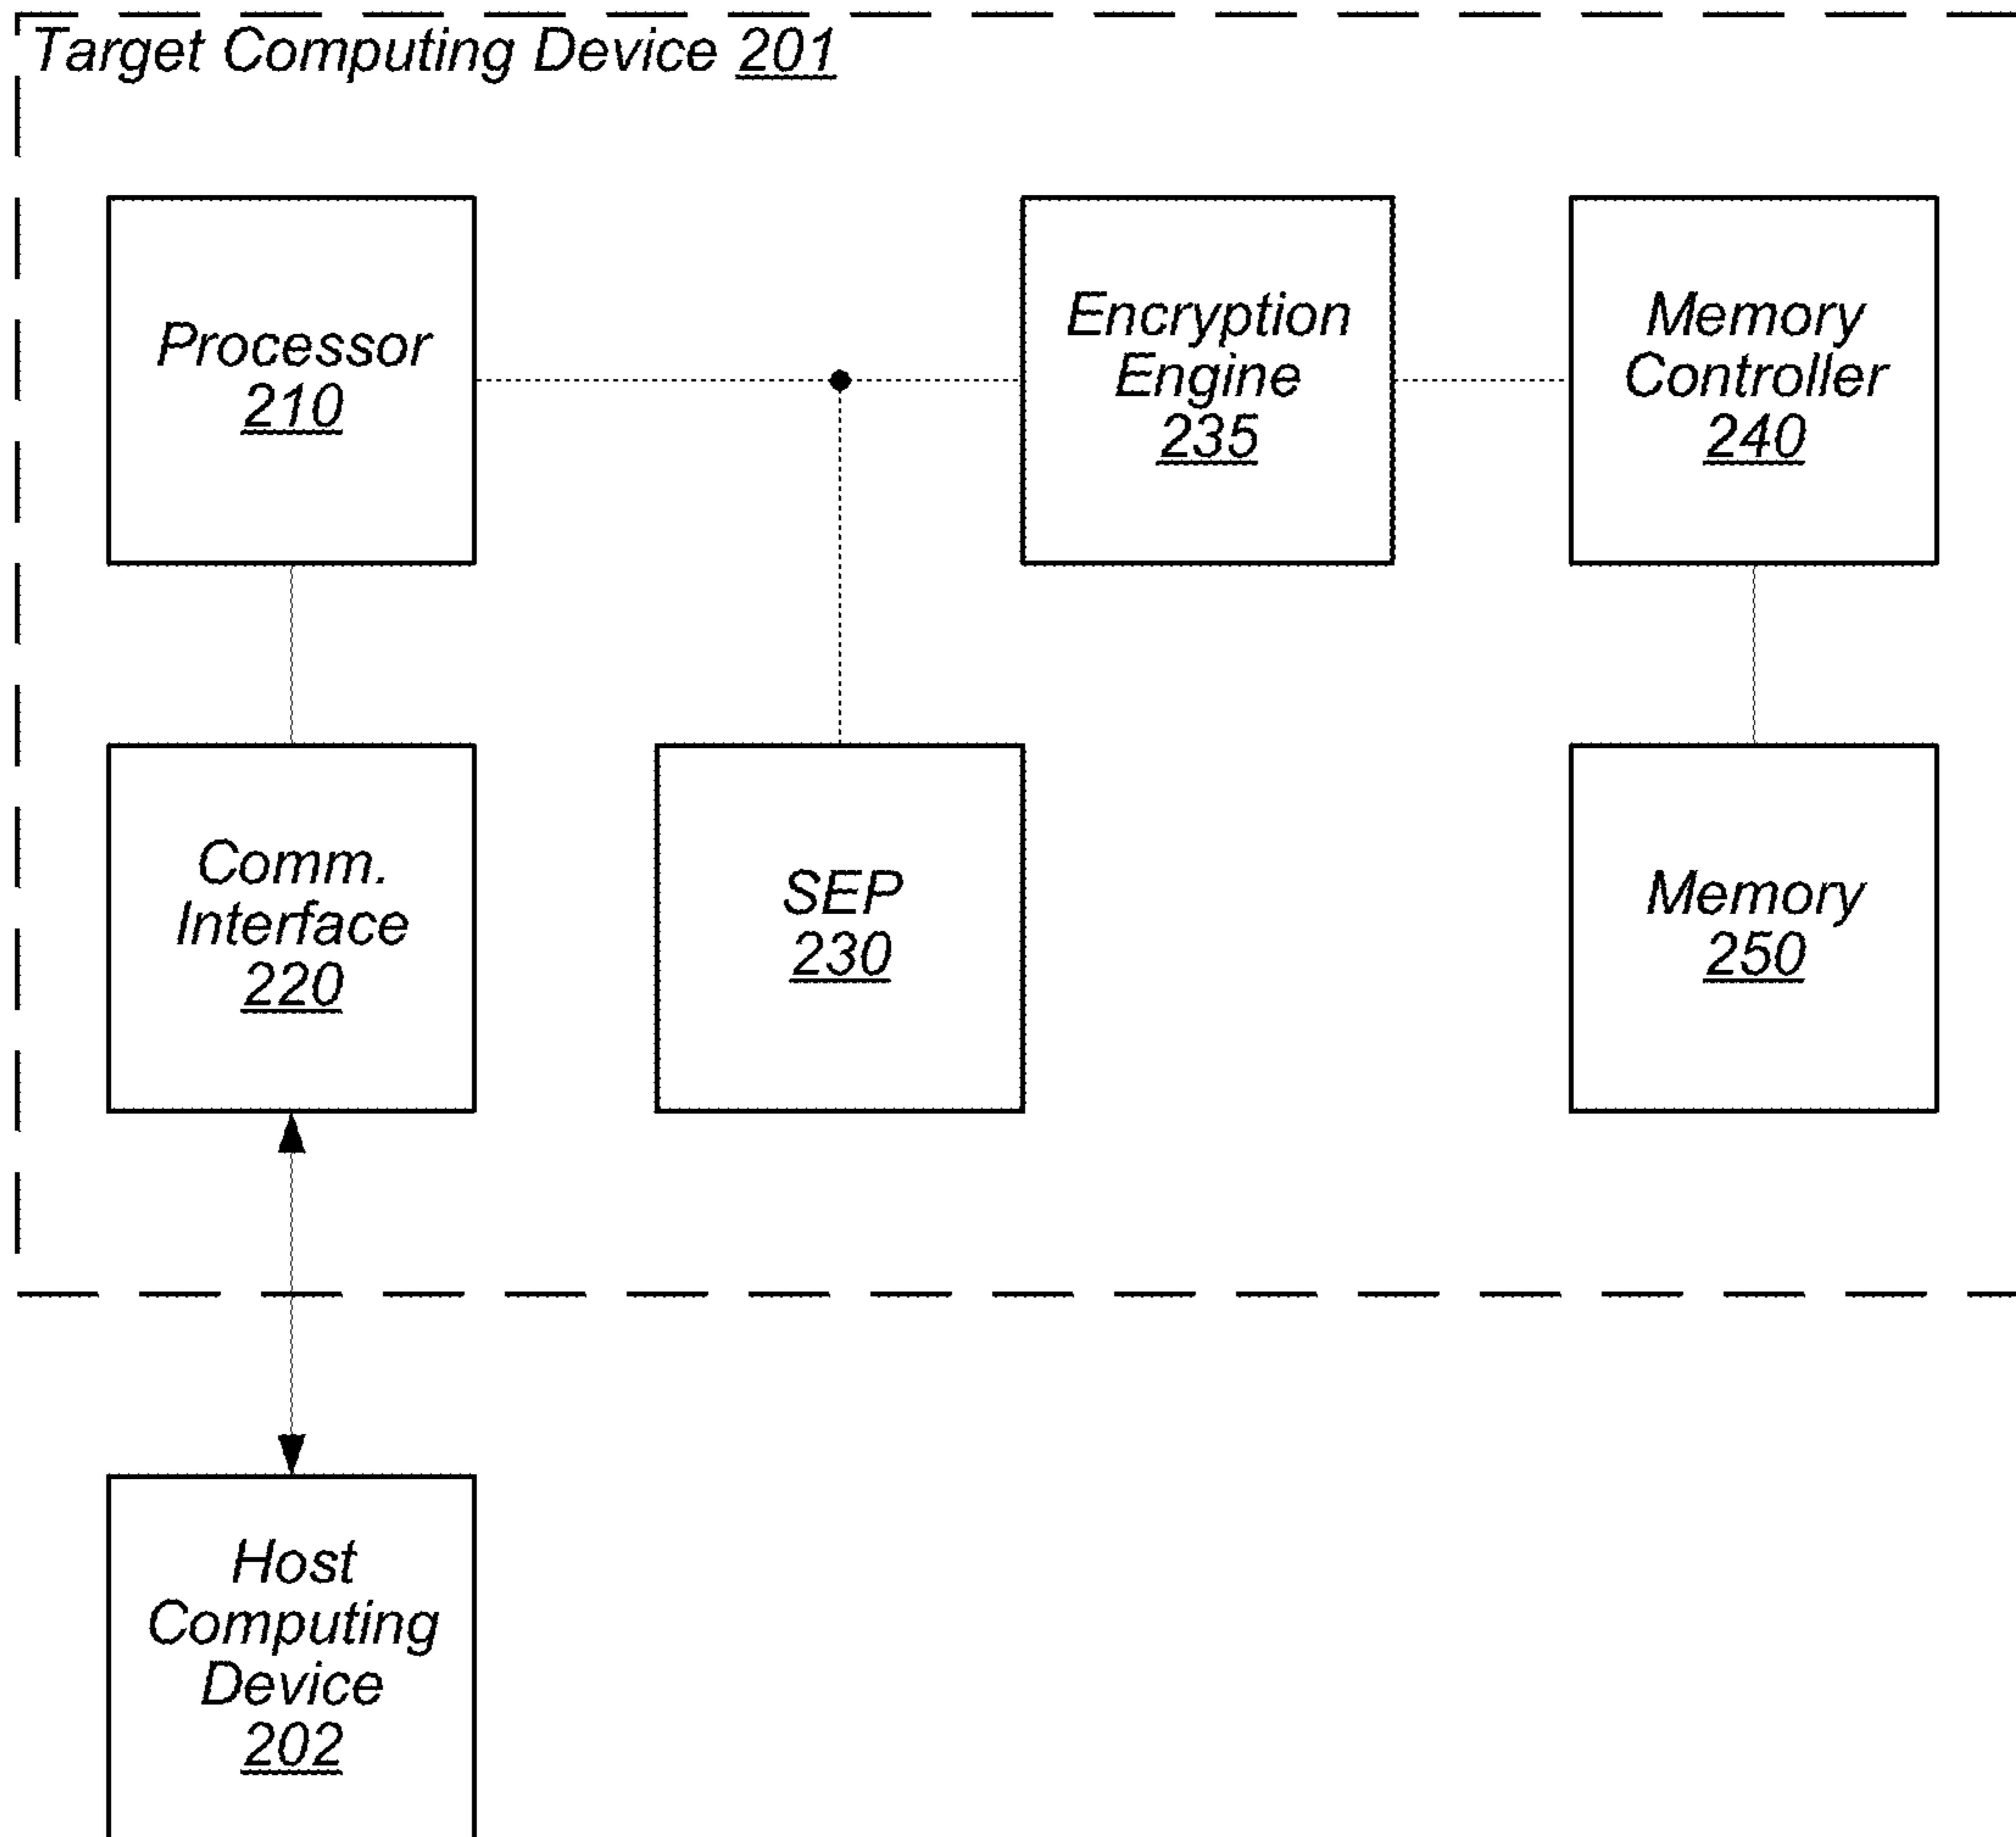 Target Computing Device 201
Processor
210
Encryption
Engine
235
Memory
Controller
240
Comm.
Interface
220
SEP
230
Memory
250
Host
Computing
Device
202